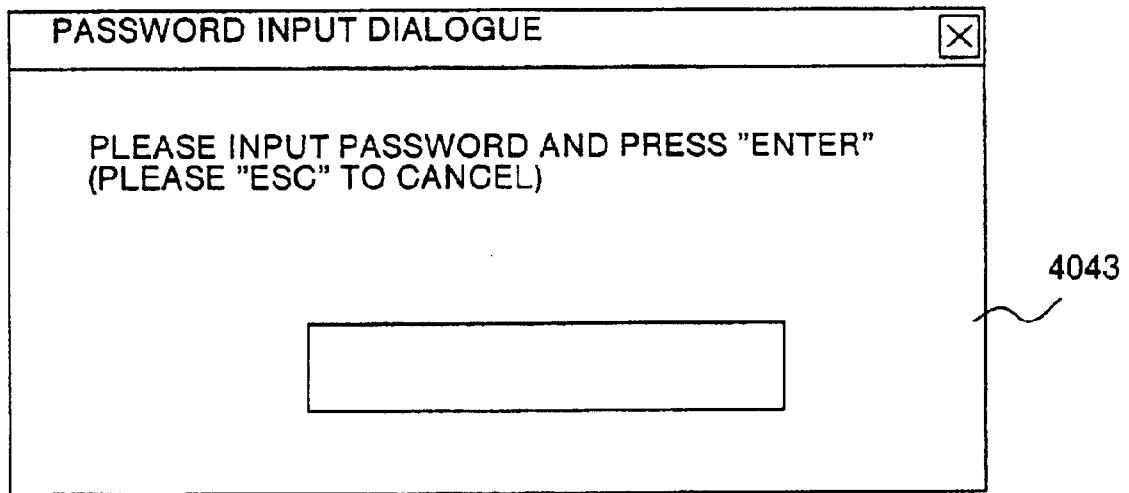 PASSWORD INPUT DIALOGUE
PLEASE INPUT PASSWORD AND PRESS "ENTER"
(PLEASE "ESC" TO CANCEL)
4043